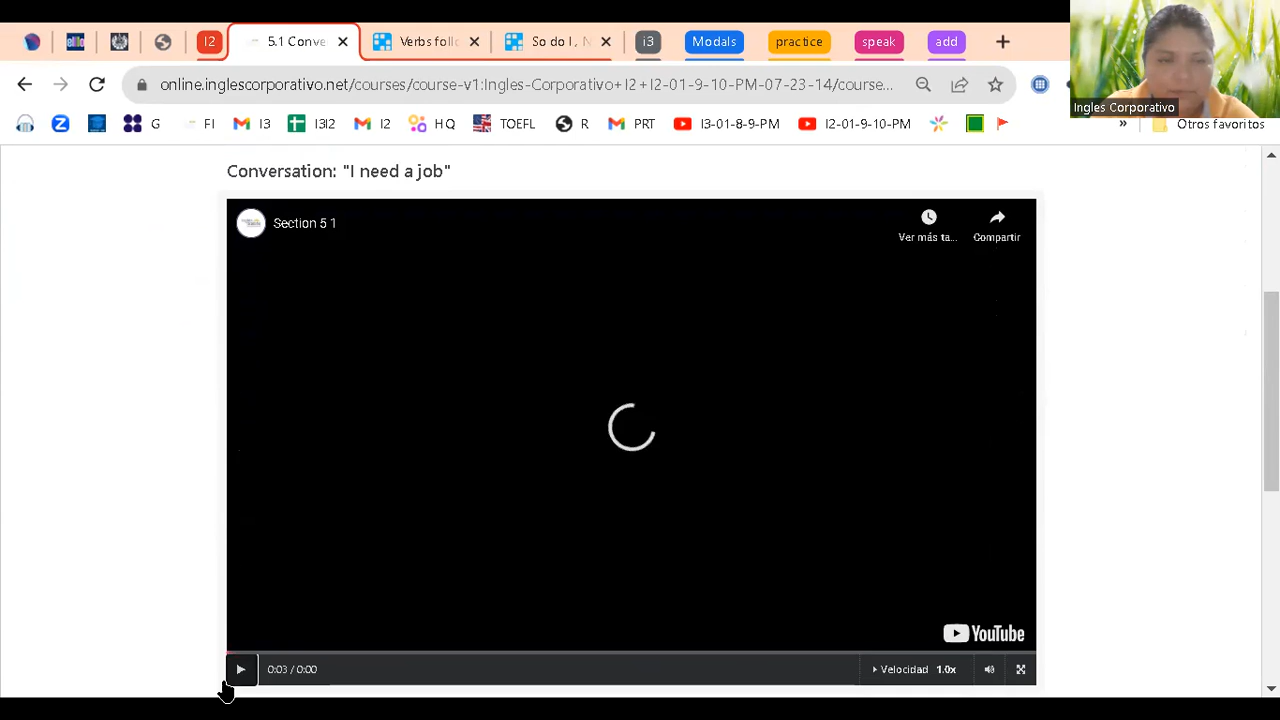 I2
5.1 Conve
Verbs follo
So do I, N
i3
Modals
practice
speak
add
online.inglescorporativo.net/courses/course-v1:Ingles-Corporativo+I2+I2-01-9-10-PM-07-23-14/course...
Ingles Corporativo
G
FI
I3
I3I2
I2
HQ
TOEFL
R
PRT
I3-01-8-9-PM
I2-01-9-10-PM
»
Otros favoritos
Conversation: "I need a job"
Section 5 1
Ver más ta...
Compartir
YouTube
0:03 / 0:00
Velocidad 1.0x